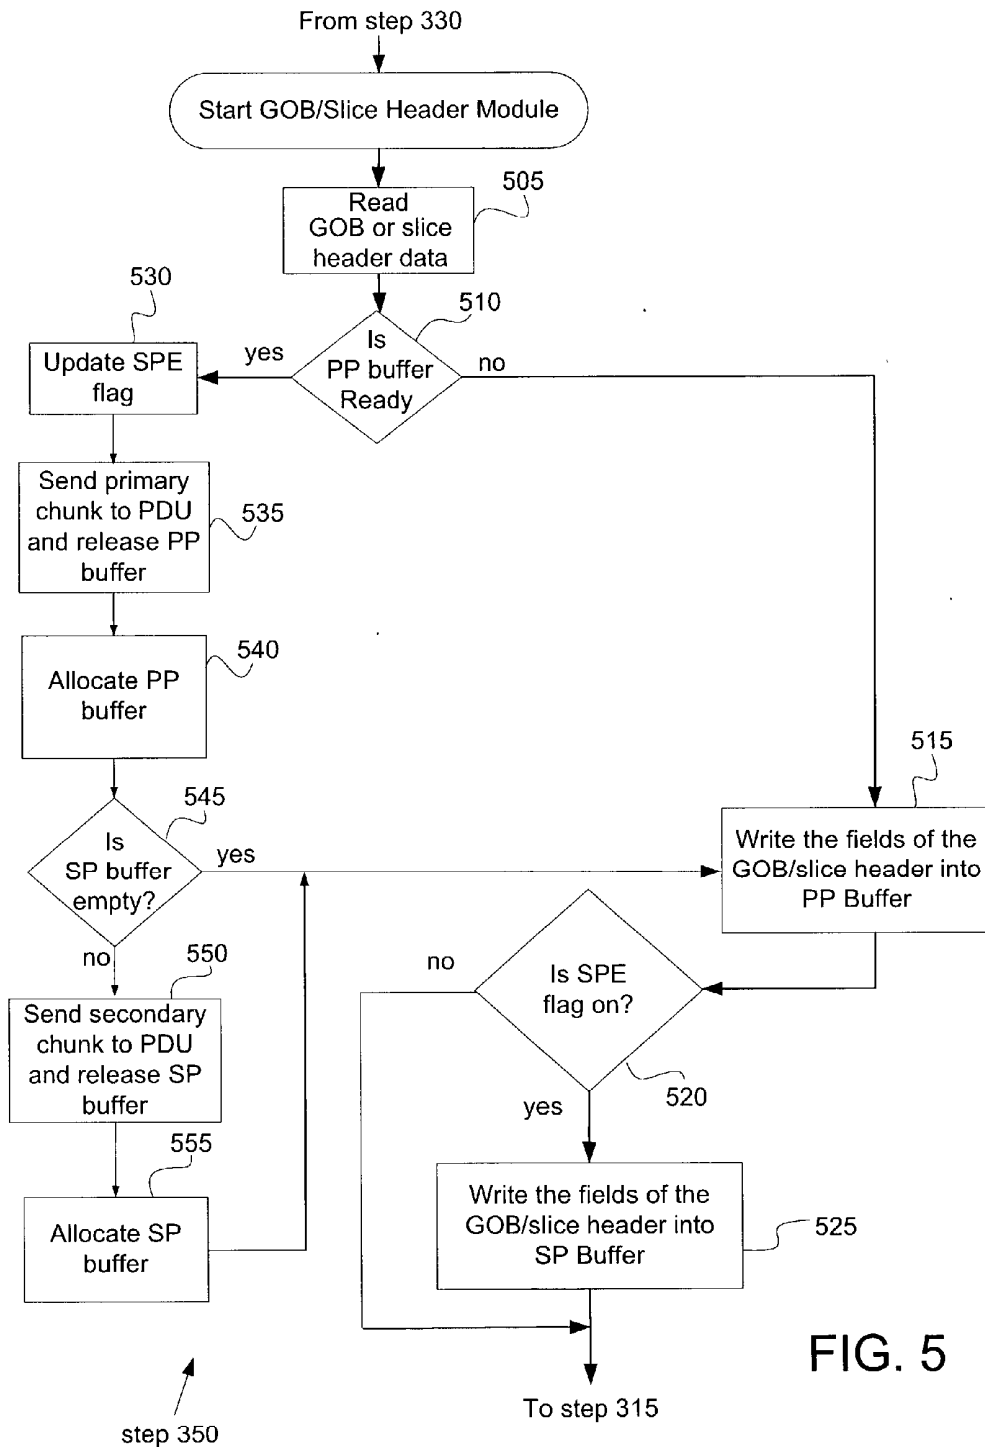 From step 330
Start GOB/Slice Header Module
505
Read
GOB or slice
header data
510
Is
PP buffer
Ready
yes
no
530
Update SPE
flag
Send primary
chunk to PDU
and release PP
buffer
535
540
Allocate PP
buffer
545
Is
SP buffer
empty?
yes
no
515
Write the fields of the
GOB/slice header into
PP Buffer
550
Send secondary
chunk to PDU
and release SP
buffer
555
Allocate SP
buffer
no
Is SPE
flag on?
520
yes
Write the fields of the
GOB/slice header into
SP Buffer
525
To step 315
step 350
FIG. 5